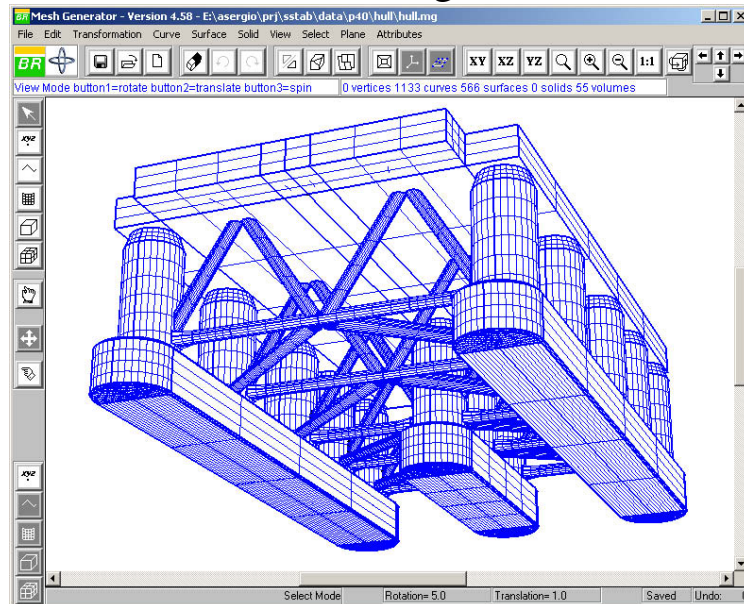 Mesh Generator - Version 4.58 - E:\asergio\prj\sstab\data\p40\hull\hull.mg
File Edit Transformation Curve Surface Solid View Select Plane Attributes
BR XY XZ YZ 1:1
View Mode button1=rotate button2=translate button3=spin 0 vertices 1133 curves 566 surfaces 0 solids 55 volumes
xyz
xyz
Select Mode Rotation= 5.0 Translation= 1.0 Saved Undo: